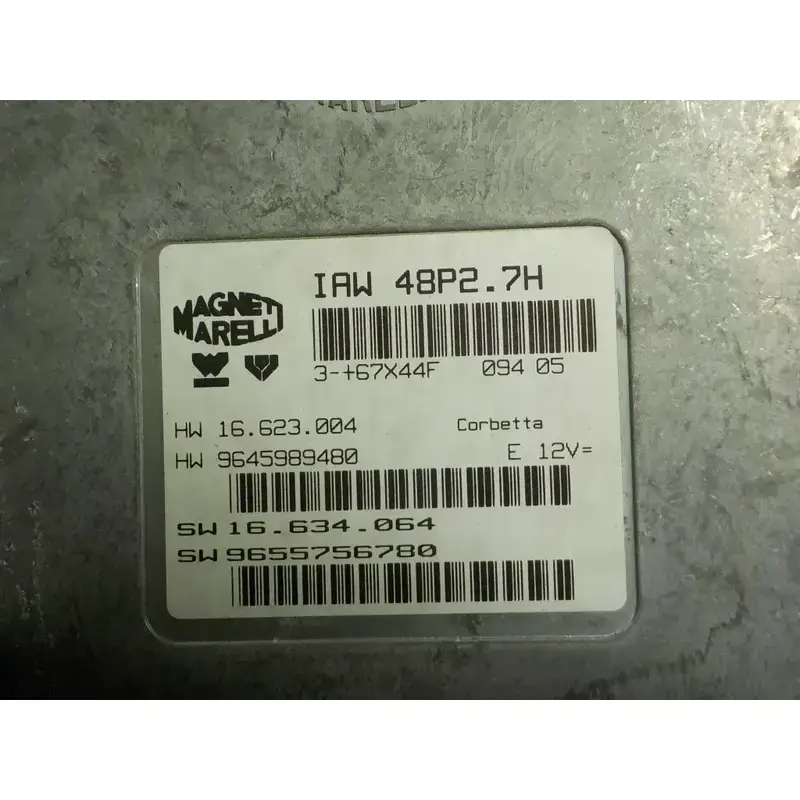 IAW 48P2.7H
MAGNETI
MARELLI
3-+67X44F 094 05
HW 16.623.004 Corbetta
HW 9645989480 E 12V=
SW 16.634.064
SW 9655756780